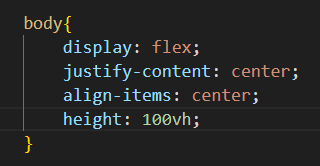 body{
    display: flex;
    justify-content: center;
    align-items: center;
    height: 100vh;
}